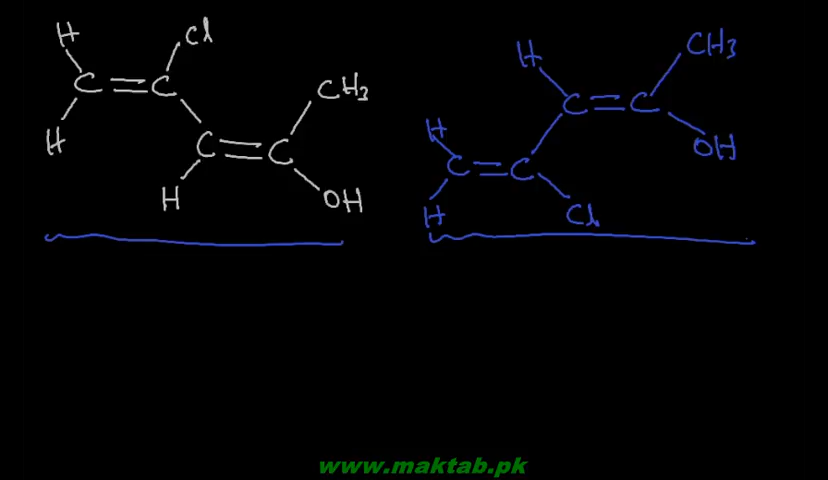 H Cl
C=C CH3
H C=C
H OH
H CH3
C=C
H OH
C=C
H Cl
www.maktab.pk